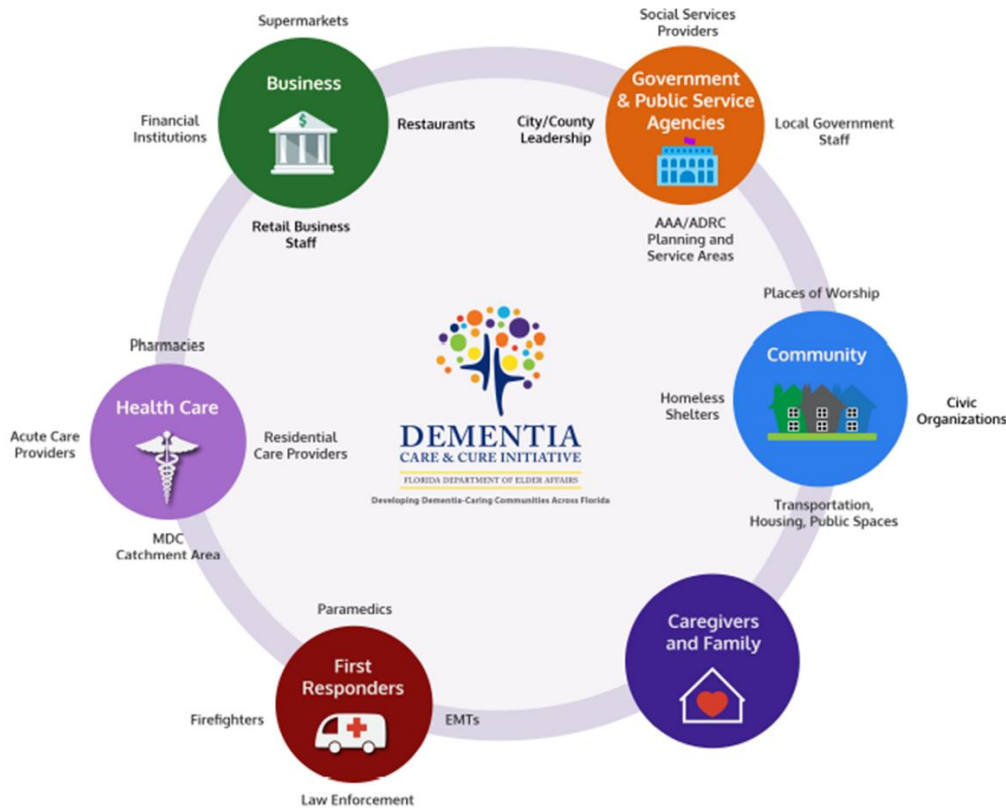 Supermarkets
Business
$
Financial
Institutions
Restaurants
Retail Business
Staff
Social Services
Providers
Government
& Public Service
Agencies
City/County
Leadership
Local Government
Staff
AAA/ADRC
Planning and
Service Areas
Places of Worship
Community
Homeless
Shelters
Civic
Organizations
Transportation,
Housing, Public Spaces
Caregivers
and Family
Paramedics
First
Responders
Firefighters
EMTs
Law Enforcement
Pharmacies
Health Care
Acute Care
Providers
Residential
Care Providers
MDC
Catchment Area
DEMENTIA
CARE & CURE INITIATIVE
FLORIDA DEPARTMENT OF ELDER AFFAIRS
Developing Dementia-Caring Communities Across Florida